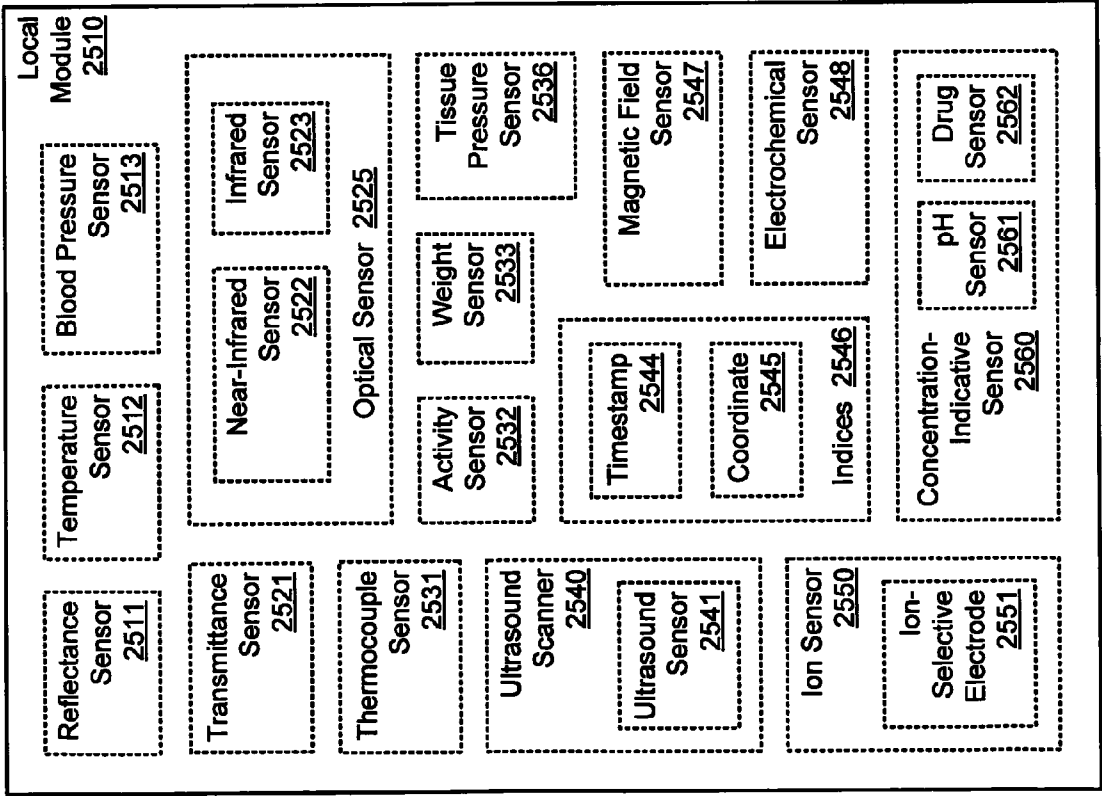 Local
Module
2510
Reflectance
Sensor
2511
Temperature
Sensor
2512
Blood Pressure
Sensor
2513
Transmittance
Sensor
2521
Near-Infrared
Sensor
2522
Infrared
Sensor
2523
Optical Sensor 2525
Thermocouple
Sensor
2531
Activity
Sensor
2532
Weight
Sensor
2533
Tissue
Pressure
Sensor
2536
Ultrasound
Scanner
2540
Ultrasound
Sensor
2541
Timestamp
2544
Coordinate
2545
Indices 2546
Magnetic Field
Sensor
2547
Electrochemical
Sensor
2548
Ion Sensor
2550
Ion-
Selective
Electrode
2551
Concentration-
Indicative
Sensor
2560
pH
Sensor
2561
Drug
Sensor
2562